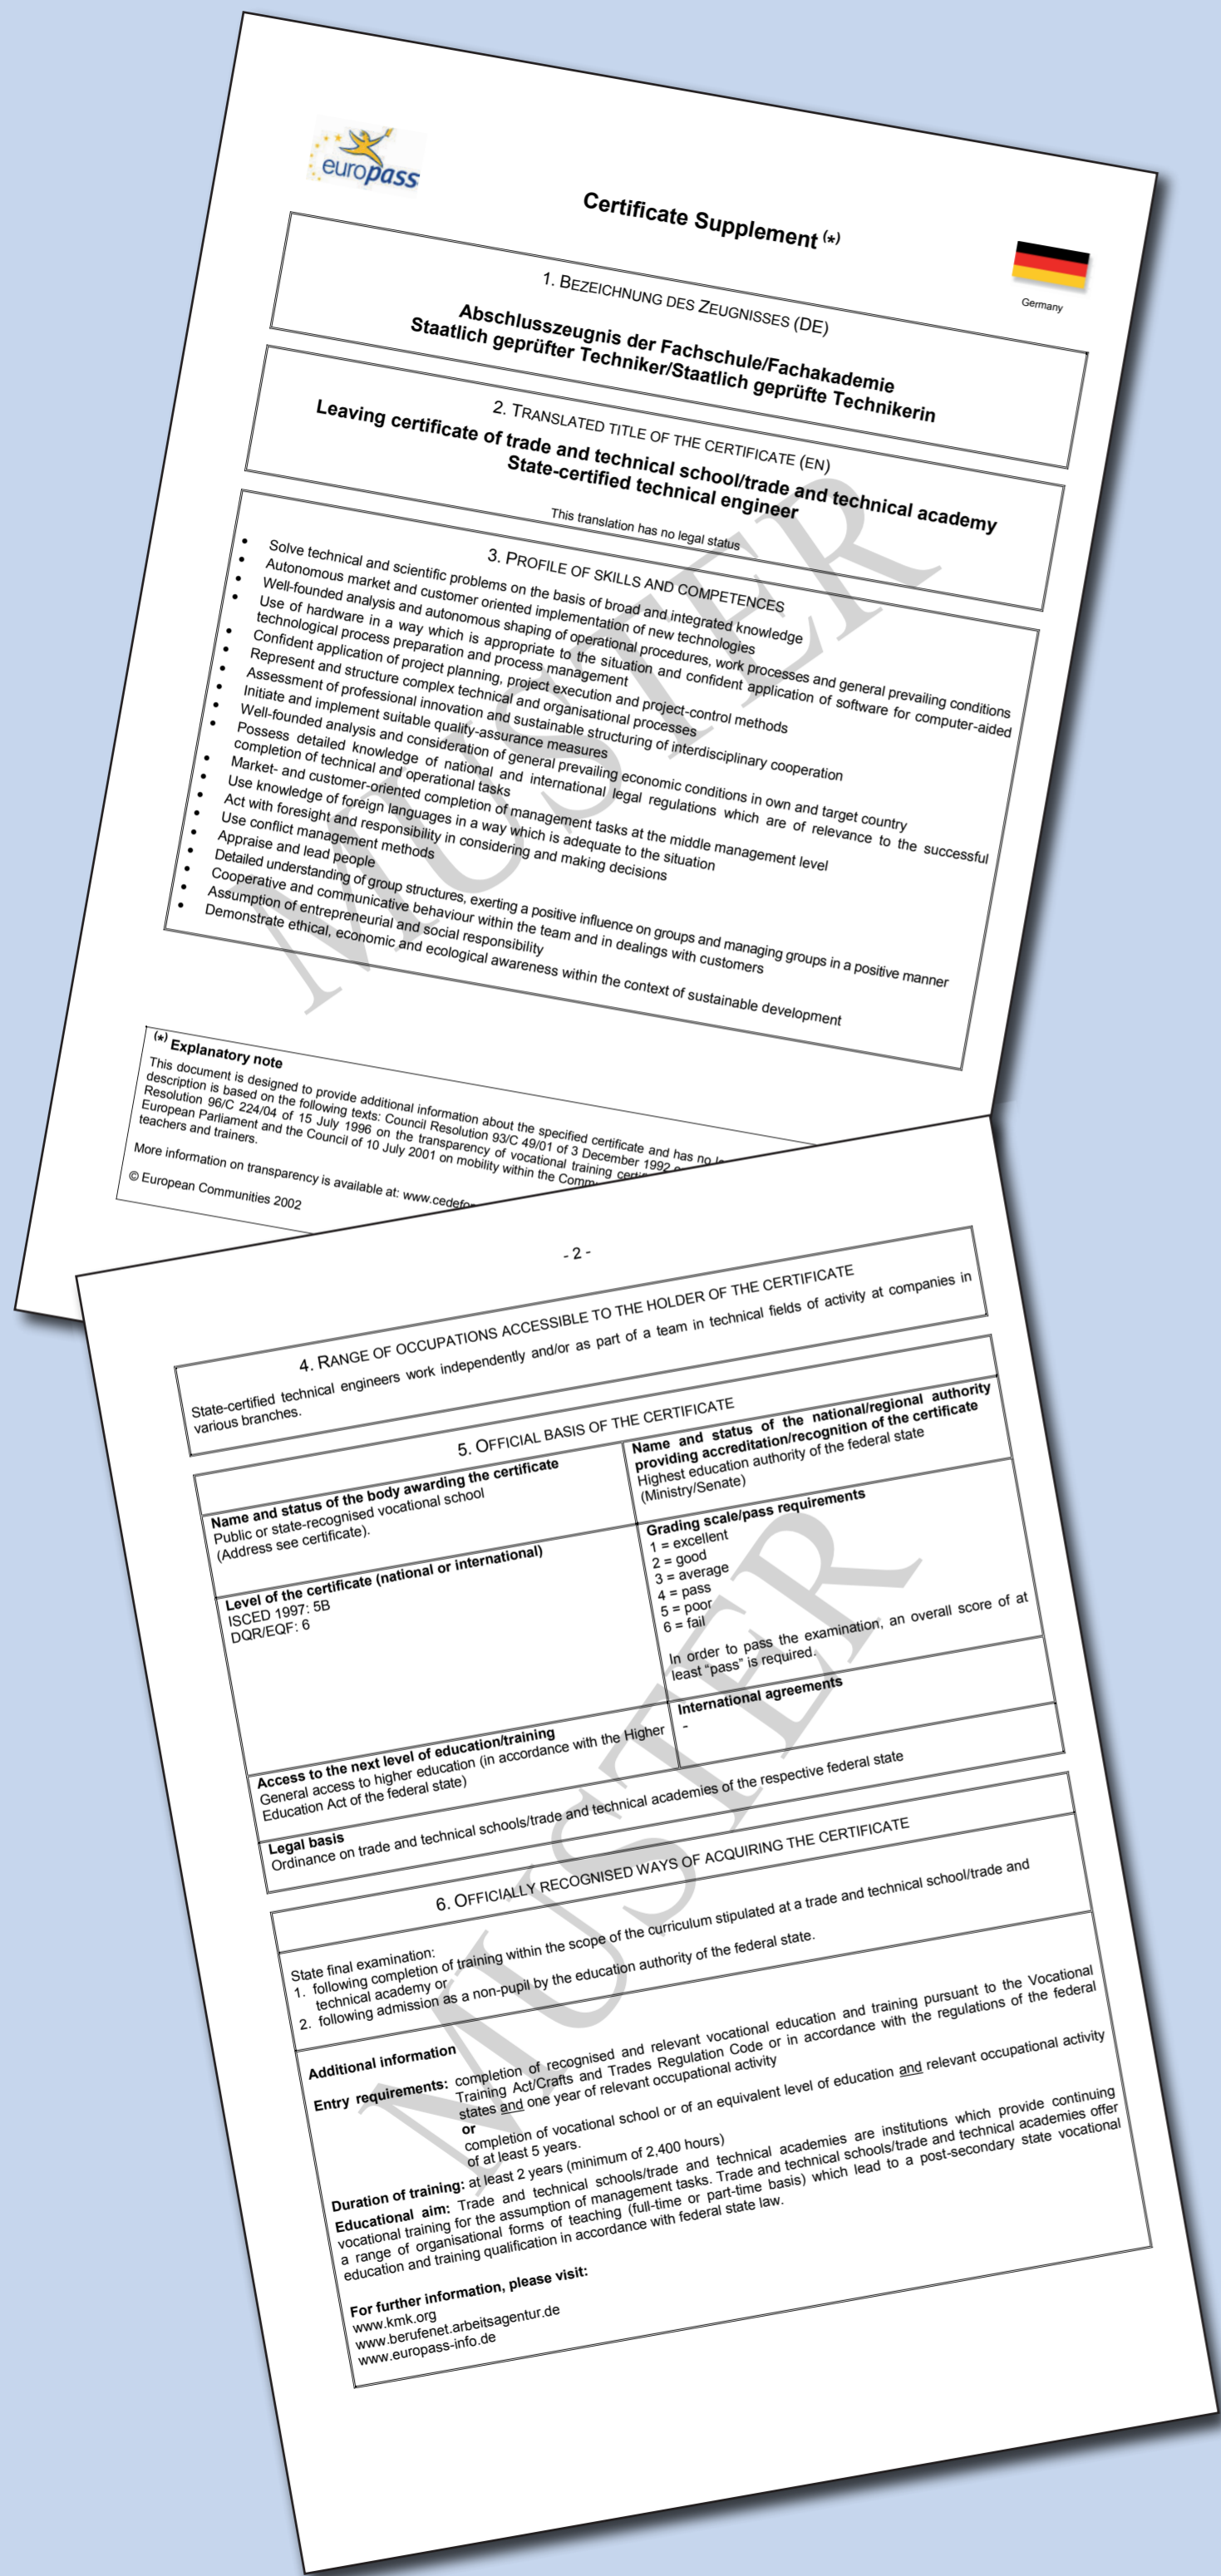 europass
Certificate Supplement (*)
Germany
1. BEZEICHNUNG DES ZEUGNISSES (DE)
Abschlusszeugnis der Fachschule/Fachakademie
Staatlich geprüfter Techniker/Staatlich geprüfte Technikerin
2. TRANSLATED TITLE OF THE CERTIFICATE (EN)
Leaving certificate of trade and technical school/trade and technical academy
State-certified technical engineer
This translation has no legal status
3. PROFILE OF SKILLS AND COMPETENCES
• Solve technical and scientific problems on the basis of broad and integrated knowledge
• Autonomous market and customer oriented implementation of new technologies
• Well-founded analysis and autonomous shaping of operational procedures, work processes and general prevailing conditions
• Use of hardware in a way which is appropriate to the situation and confident application of software for computer-aided
technological process preparation and process management
• Confident application of project planning, project execution and project-control methods
• Represent and structure complex technical and organisational processes
• Assessment of professional innovation and sustainable structuring of interdisciplinary cooperation
• Initiate and implement suitable quality-assurance measures
• Well-founded analysis and consideration of general prevailing economic conditions in own and target country
• Possess detailed knowledge of national and international legal regulations which are of relevance to the successful
completion of technical and operational tasks
• Market- and customer-oriented completion of management tasks at the middle management level
• Use knowledge of foreign languages in a way which is adequate to the situation
• Act with foresight and responsibility in considering and making decisions
• Use conflict management methods
• Appraise and lead people
• Detailed understanding of group structures, exerting a positive influence on groups and managing groups in a positive manner
• Cooperative and communicative behaviour within the team and in dealings with customers
• Assumption of entrepreneurial and social responsibility
• Demonstrate ethical, economic and ecological awareness within the context of sustainable development
MUSTER
(*) Explanatory note
This document is designed to provide additional information about the specified certificate and has no
description is based on the following texts: Council Resolution 93/C 49/01 of 3 December 1992
Resolution 96/C 224/04 of 15 July 1996 on the transparency of vocational training
European Parliament and the Council of 10 July 2001 on mobility within the
teachers and trainers.
More information on transparency is available at:
© European Communities 2002
- 2 -
4. RANGE OF OCCUPATIONS ACCESSIBLE TO THE HOLDER OF THE CERTIFICATE
State-certified technical engineers work independently and/or as part of a team in technical fields of activity at companies in
various branches.
5. OFFICIAL BASIS OF THE CERTIFICATE
Name and status of the body awarding the certificate
Public or state-recognised vocational school
(Address see certificate).
Name and status of the national/regional authority
providing accreditation/recognition of the certificate
Highest education authority of the federal state
(Ministry/Senate)
Level of the certificate (national or international)
ISCED 1997: 5B
DQR/EQF: 6
Grading scale/pass requirements
1 = excellent
2 = good
3 = average
4 = pass
5 = poor
6 = fail
In order to pass the examination, an overall score of at
least “pass” is required.
Access to the next level of education/training
General access to higher education (in accordance with the Higher
Education Act of the federal state)
International agreements
-
Legal basis
Ordinance on trade and technical schools/trade and technical academies of the respective federal state
6. OFFICIALLY RECOGNISED WAYS OF ACQUIRING THE CERTIFICATE
State final examination:
1. following completion of training within the scope of the curriculum stipulated at a trade and technical school/trade and
technical academy or
2. following admission as a non-pupil by the education authority of the federal state.
Additional information
Entry requirements: completion of recognised and relevant vocational education and training pursuant to the Vocational
Training Act/Crafts and Trades Regulation Code or in accordance with the regulations of the federal
states and one year of relevant occupational activity
or
completion of vocational school or of an equivalent level of education and relevant occupational activity
of at least 5 years.
Duration of training: at least 2 years (minimum of 2,400 hours)
Educational aim: Trade and technical schools/trade and technical academies are institutions which provide continuing
vocational training for the assumption of management tasks. Trade and technical schools/trade and technical academies offer
a range of organisational forms of teaching (full-time or part-time basis) which lead to a post-secondary state vocational
education and training qualification in accordance with federal state law.
For further information, please visit:
www.kmk.org
www.berufenet.arbeitsagentur.de
www.europass-info.de
MUSTER